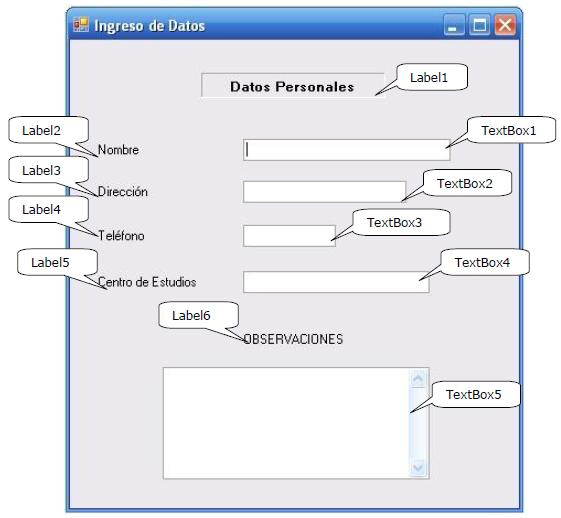 Ingreso de Datos
Datos Personales
Label1
Label2
Nombre
TextBox1
Label3
Dirección
TextBox2
Label4
Teléfono
TextBox3
Label5
Centro de Estudios
TextBox4
Label6
OBSERVACIONES
TextBox5